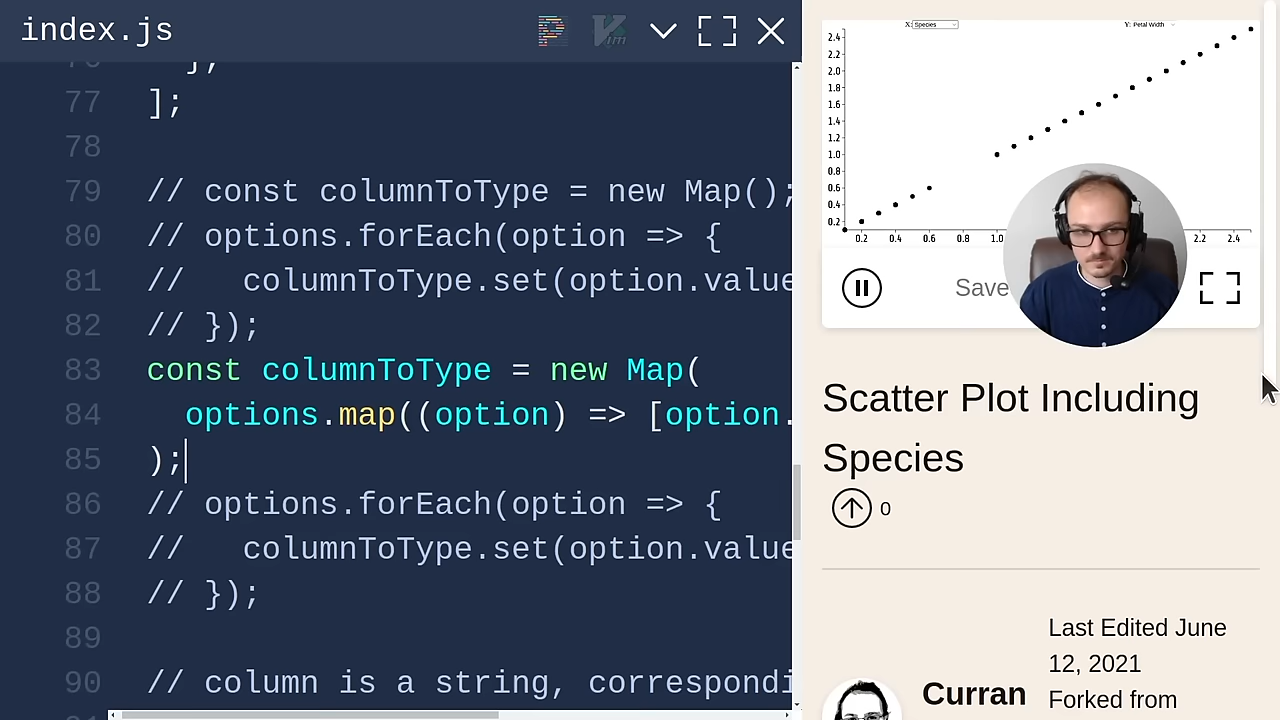 index.js
76 ],
77 ];
78
79 // const columnToType = new Map();
80 // options.forEach(option => {
81 //   columnToType.set(option.value
82 // });
83 const columnToType = new Map(
84   options.map((option) => [option.
85 );
86 // options.forEach(option => {
87 //   columnToType.set(option.value
88 // });
89
90 // column is a string, correspondi
X: Species Y: Petal Width
2.4
2.2
2.0
1.8
1.6
1.4
1.2
1.0
0.8
0.6
0.4
0.2
0.2 0.4 0.6 0.8 1.0 2.2 2.4
Save
Scatter Plot Including
Species
0
Last Edited June
12, 2021
Curran
Forked from